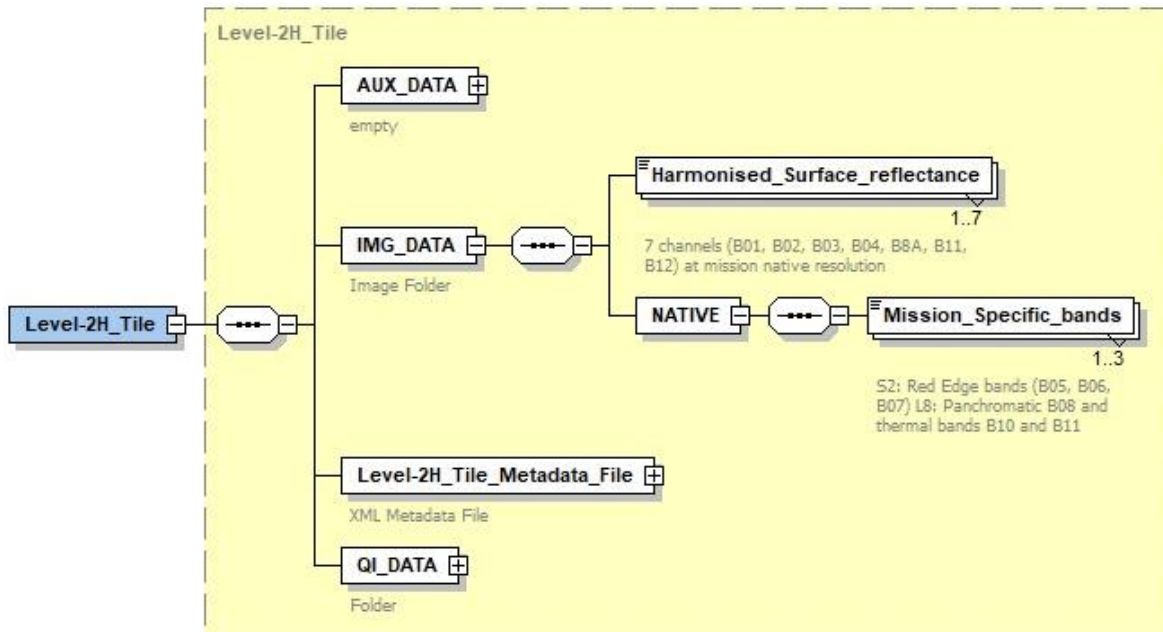 Level-2H_Tile
AUX_DATA
empty
Harmonised_Surface_reflectance
1..7
7 channels (B01, B02, B03, B04, B8A, B11,
B12) at mission native resolution
IMG_DATA
Image Folder
NATIVE
Mission_Specific_bands
1..3
S2: Red Edge bands (B05, B06,
B07) L8: Panchromatic B08 and
thermal bands B10 and B11
Level-2H_Tile
Level-2H_Tile_Metadata_File
XML Metadata File
QI_DATA
Folder